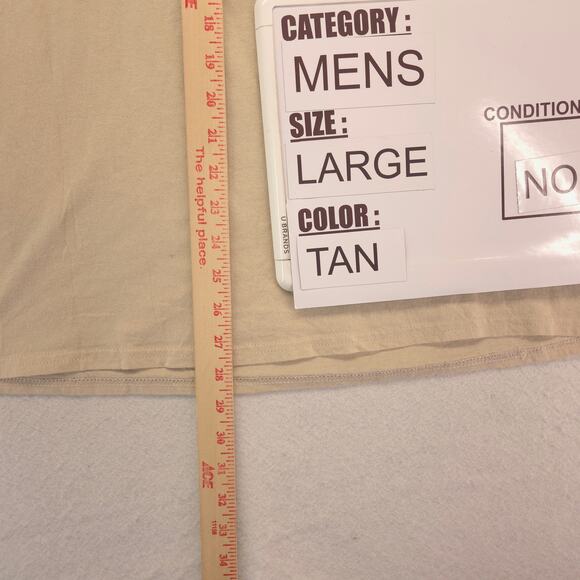 CATEGORY :
MENS
SIZE :
LARGE
COLOR :
TAN
CONDITION
NO
U BRANDS
18
19
20
21
22
The helpful place.
23
24
25
26
27
28
29
30
31
ACE
32
33
34